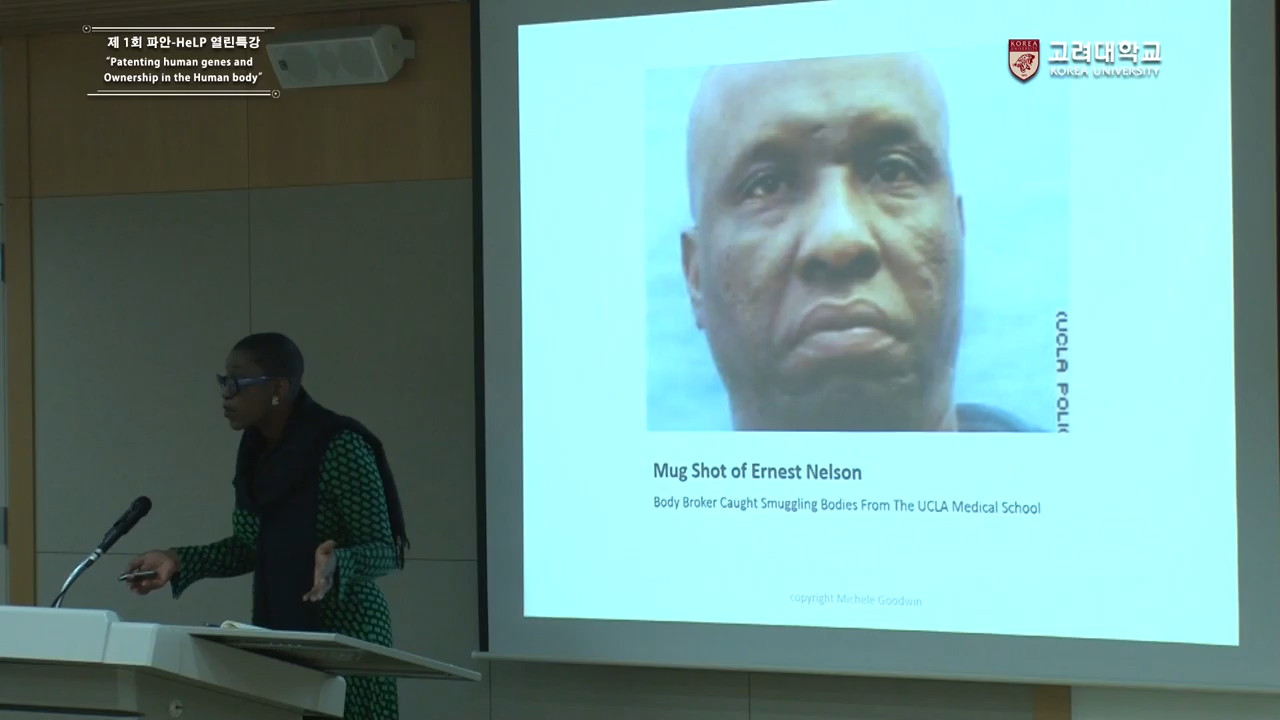 제 1회 파안-HeLP 열린특강
“Patenting human genes and
Ownership in the Human body”
KOREA
고려대학교
KOREA UNIVERSITY
(UCLA POLIC
Mug Shot of Ernest Nelson
Body Broker Caught Smuggling Bodies From The UCLA Medical School
copyright Michele Goodwin